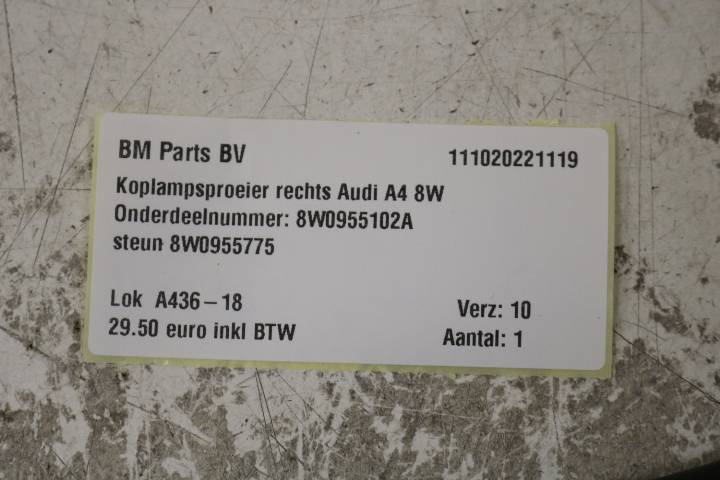 BM Parts BV 111020221119
Koplampsproeier rechts Audi A4 8W
Onderdeelnummer: 8W0955102A
steun 8W0955775
Lok A436-18 Verz: 10
29.50 euro inkl BTW Aantal: 1